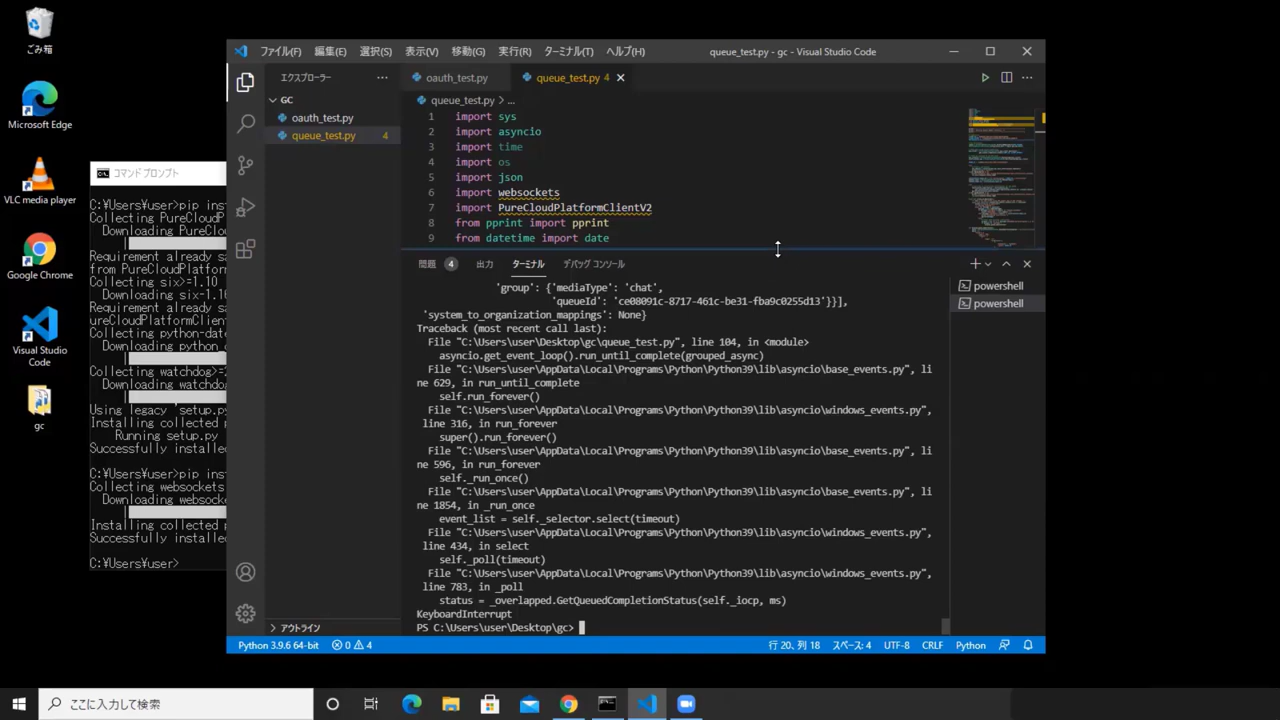 ごみ箱
Microsoft Edge
VLC media player
Google Chrome
Visual Studio
Code
gc
コマンド プロンプト
C:¥Users¥user>pip ins
Collecting PureCloudP
Downloading PureClo
Requirement already sa
from PureCloudPlatform
Collecting six>=1.10
Downloading six-1.16
Requirement already sa
ureCloudPlatformClien
Collecting python-date
Downloading python_
Collecting watchdog>=
Downloading watchdo
Using legacy 'setup.py
Installing collected p
Running setup.py
Successfully installed
C:¥Users¥user>pip ins
Collecting websockets
Downloading websocke
Installing collected p
Successfully installed
C:¥Users¥user>
ファイル(F) 編集(E) 選択(S) 表示(V) 移動(G) 実行(R) ターミナル(T) ヘルプ(H) queue_test.py - gc - Visual Studio Code
エクスプローラー
GC
oauth_test.py
queue_test.py 4
アウトライン
oauth_test.py queue_test.py 4
queue_test.py > ...
1 import sys
2 import asyncio
3 import time
4 import os
5 import json
6 import websockets
7 import PureCloudPlatformClientV2
8 from pprint import pprint
9 from datetime import date
問題 4 出力 ターミナル デバッグ コンソール
powershell
powershell
'group': {'mediaType': 'chat',
'queueId': 'ce08091c-8717-461c-be31-fba9c0255d13'}}],
'system_to_organization_mappings': None}
Traceback (most recent call last):
File "C:\Users\user\Desktop\gc\queue_test.py", line 104, in <module>
asyncio.get_event_loop().run_until_complete(grouped_async)
File "C:\Users\user\AppData\Local\Programs\Python\Python39\lib\asyncio\base_events.py", li
ne 629, in run_until_complete
self.run_forever()
File "C:\Users\user\AppData\Local\Programs\Python\Python39\lib\asyncio\windows_events.py",
line 316, in run_forever
super().run_forever()
File "C:\Users\user\AppData\Local\Programs\Python\Python39\lib\asyncio\base_events.py", li
ne 596, in run_forever
self._run_once()
File "C:\Users\user\AppData\Local\Programs\Python\Python39\lib\asyncio\base_events.py", li
ne 1854, in _run_once
event_list = self._selector.select(timeout)
File "C:\Users\user\AppData\Local\Programs\Python\Python39\lib\asyncio\windows_events.py",
line 434, in select
self._poll(timeout)
File "C:\Users\user\AppData\Local\Programs\Python\Python39\lib\asyncio\windows_events.py",
line 783, in _poll
status = _overlapped.GetQueuedCompletionStatus(self._iocp, ms)
KeyboardInterrupt
PS C:\Users\user\Desktop\gc>
Python 3.9.6 64-bit 0 4 行 20、列 18 スペース: 4 UTF-8 CRLF Python
ここに入力して検索